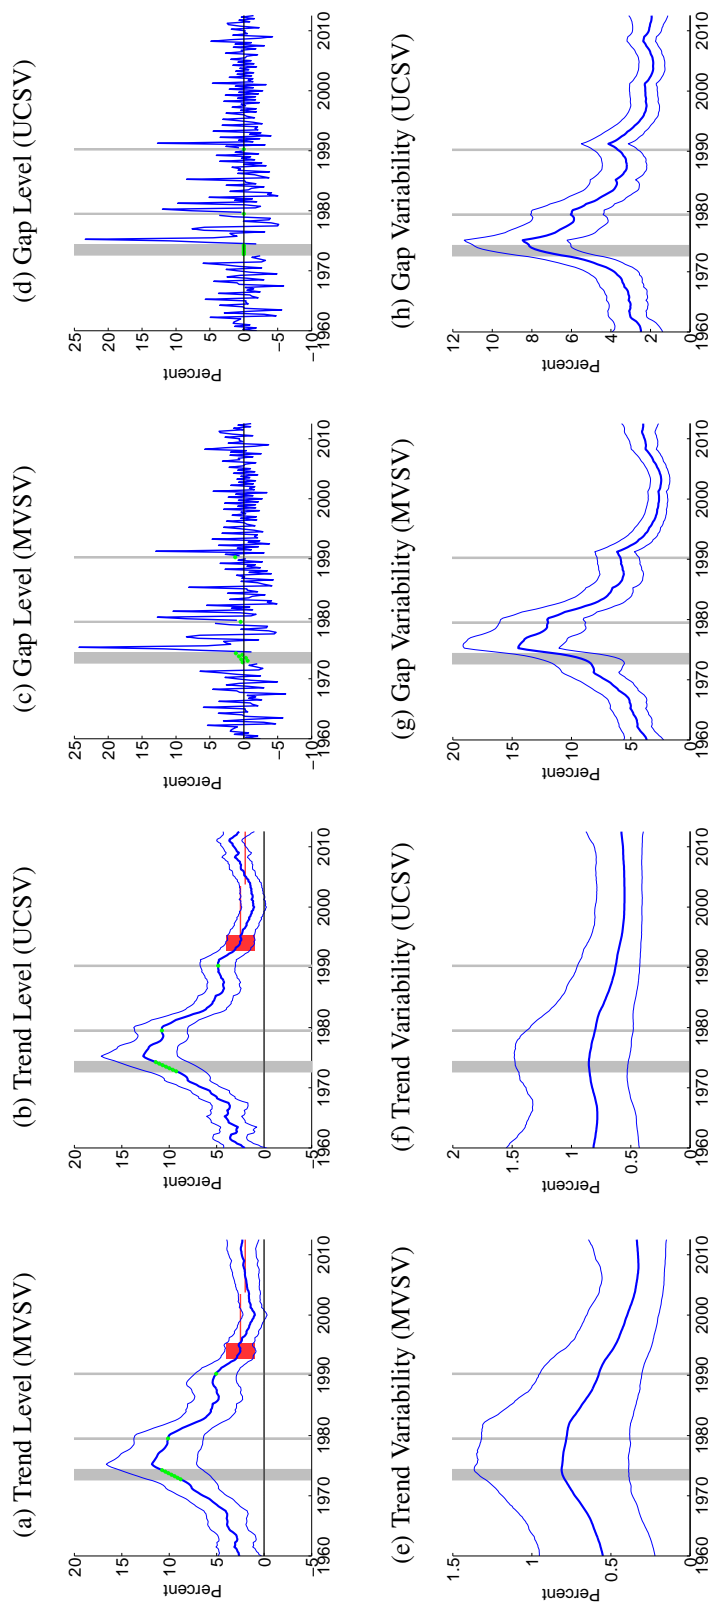 (a) Trend Level (MVSV)
20
15
10
5
0
−5
Percent
1960 1970 1980 1990 2000 2010
(b) Trend Level (UCSV)
20
15
10
5
0
−5
Percent
1960 1970 1980 1990 2000 2010
(c) Gap Level (MVSV)
25
20
15
10
5
0
−5
−10
Percent
1960 1970 1980 1990 2000 2010
(d) Gap Level (UCSV)
25
20
15
10
5
0
−5
−10
Percent
1960 1970 1980 1990 2000 2010
(e) Trend Variability (MVSV)
1.5
1
0.5
0
Percent
1960 1970 1980 1990 2000 2010
(f) Trend Variability (UCSV)
2
1.5
1
0.5
0
Percent
1960 1970 1980 1990 2000 2010
(g) Gap Variability (MVSV)
20
15
10
5
0
Percent
1960 1970 1980 1990 2000 2010
(h) Gap Variability (UCSV)
12
10
8
6
4
2
0
Percent
1960 1970 1980 1990 2000 2010